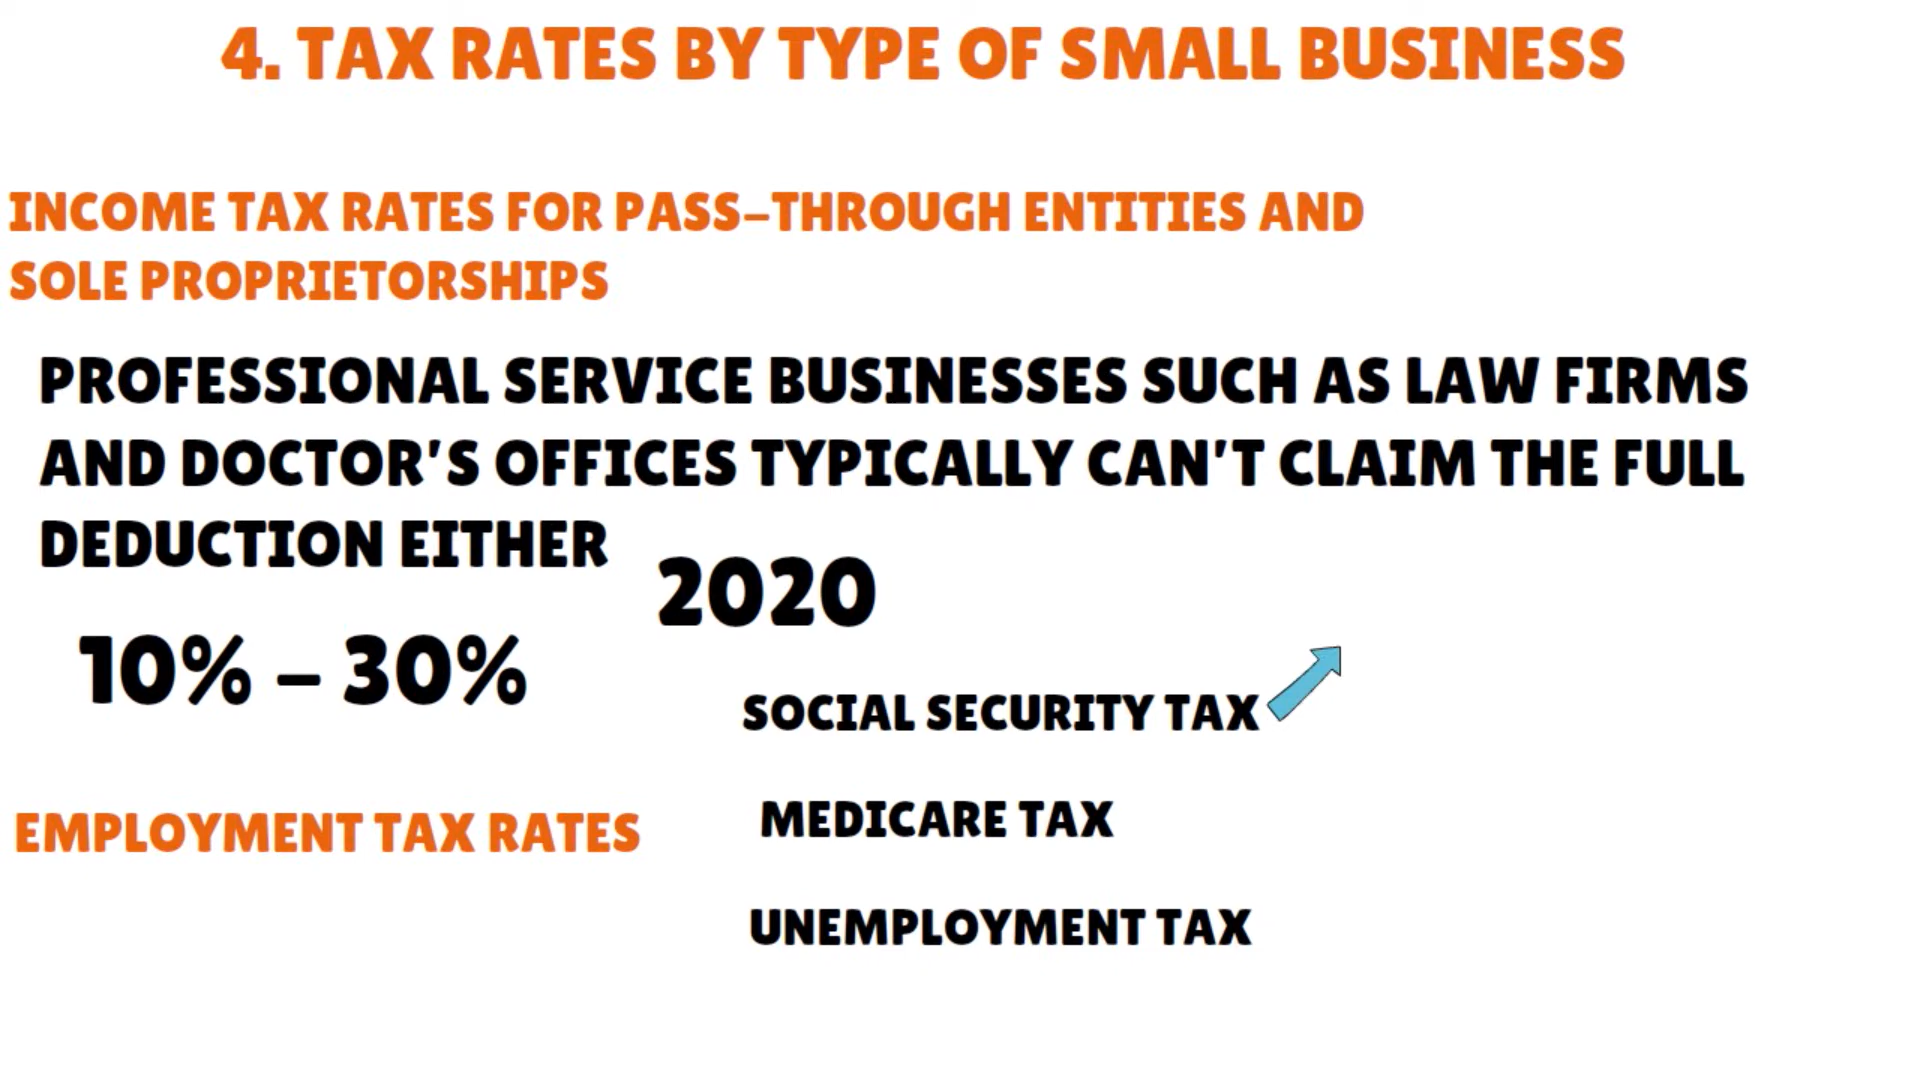 4. TAX RATES BY TYPE OF SMALL BUSINESS
INCOME TAX RATES FOR PASS–THROUGH ENTITIES AND
SOLE PROPRIETORSHIPS
PROFESSIONAL SERVICE BUSINESSES SUCH AS LAW FIRMS
AND DOCTOR’S OFFICES TYPICALLY CAN’T CLAIM THE FULL
DEDUCTION EITHER
2020
10% – 30%
SOCIAL SECURITY TAX
EMPLOYMENT TAX RATES
MEDICARE TAX
UNEMPLOYMENT TAX